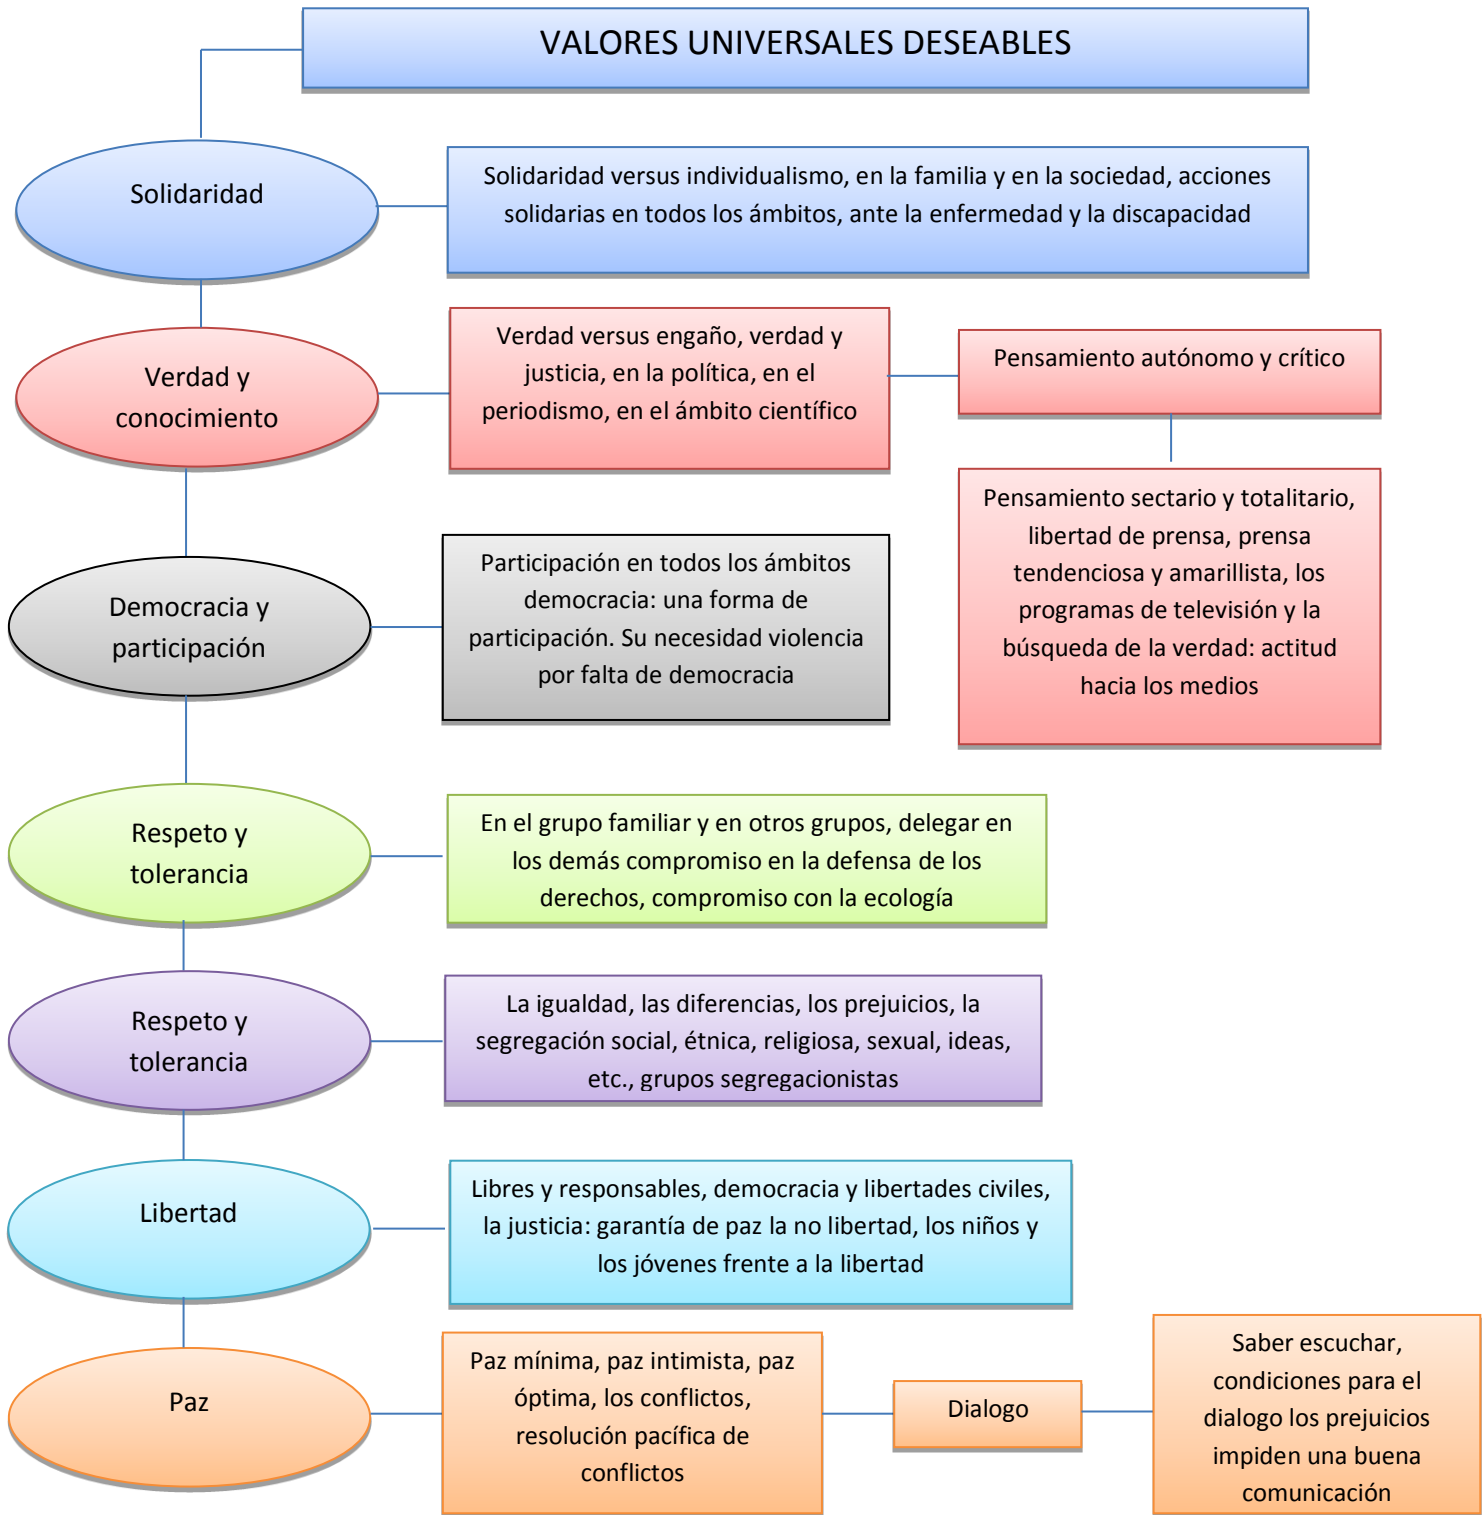 VALORES UNIVERSALES DESEABLES
Solidaridad
Solidaridad versus individualismo, en la familia y en la sociedad, acciones
solidarias en todos los ámbitos, ante la enfermedad y la discapacidad
Verdad y
conocimiento
Verdad versus engaño, verdad y
justicia, en la política, en el
periodismo, en el ámbito científico
Pensamiento autónomo y crítico
Pensamiento sectario y totalitario,
libertad de prensa, prensa
tendenciosa y amarillista, los
programas de televisión y la
búsqueda de la verdad: actitud
hacia los medios
Democracia y
participación
Participación en todos los ámbitos
democracia: una forma de
participación. Su necesidad violencia
por falta de democracia
Respeto y
tolerancia
En el grupo familiar y en otros grupos, delegar en
los demás compromiso en la defensa de los
derechos, compromiso con la ecología
Respeto y
tolerancia
La igualdad, las diferencias, los prejuicios, la
segregación social, étnica, religiosa, sexual, ideas,
etc., grupos segregacionistas
Libertad
Libres y responsables, democracia y libertades civiles,
la justicia: garantía de paz la no libertad, los niños y
los jóvenes frente a la libertad
Paz
Paz mínima, paz intimista, paz
óptima, los conflictos,
resolución pacífica de
conflictos
Dialogo
Saber escuchar,
condiciones para el
dialogo los prejuicios
impiden una buena
comunicación